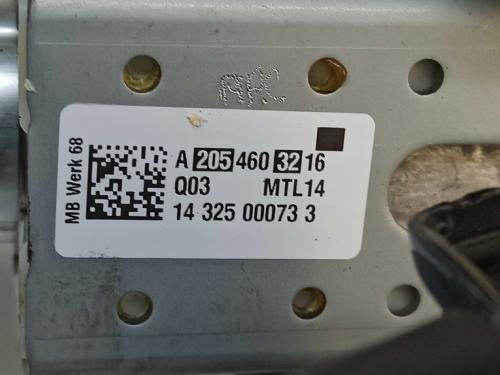 MB Werk 68
A 205 460 32 16
Q03 MTL14
14 325 00073 3